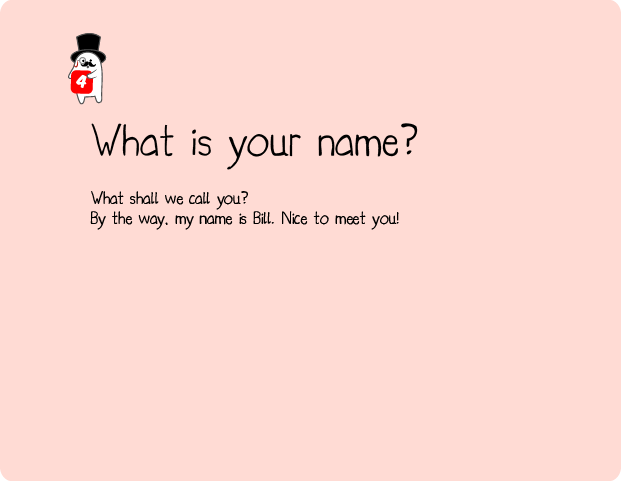 4
What is your name?
What shall we call you?
By the way, my name is Bill. Nice to meet you!